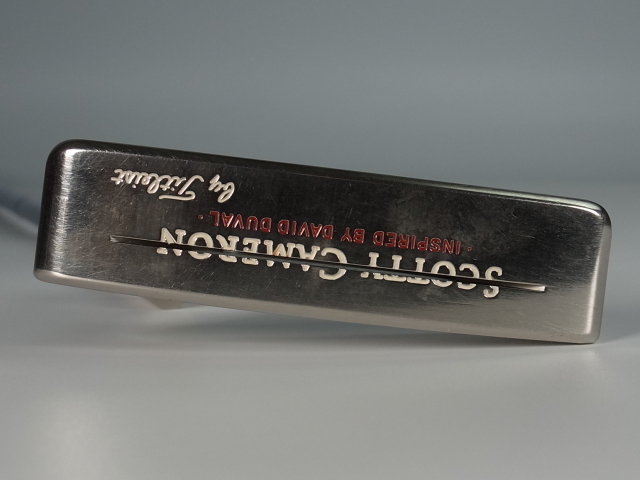 SCOTTY CAMERON
· INSPIRED BY DAVID DUVAL ·
by Titleist